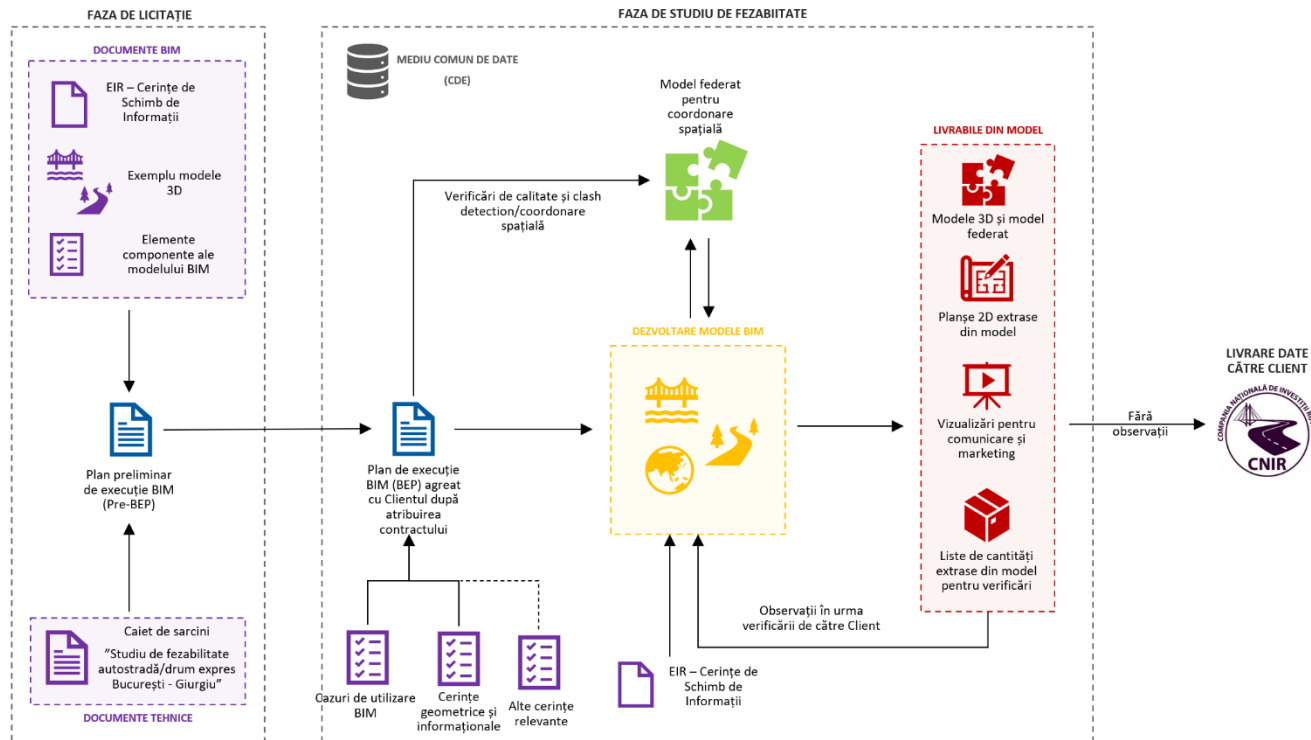 FAZA DE LICITAȚIE
DOCUMENTE BIM
EIR – Cerințe de
Schimb de
Informații
Exemplu modele
3D
Elemente
componente ale
modelului BIM
Plan preliminar
de execuție BIM
(Pre-BEP)
Caiet de sarcini
”Studiu de fezabilitate
autostradă/drum expres
București - Giurgiu”
DOCUMENTE TEHNICE
FAZA DE STUDIU DE FEZABIITATE
MEDIU COMUN DE DATE
(CDE)
Model federat
pentru
coordonare
spațială
Verificări de calitate și clash
detection/coordonare
spațială
Plan de execuție
BIM (BEP) agreat
cu Clientul după
atribuirea
contractului
Cazuri de utilizare
BIM
Cerințe
geometrice și
informaționale
Alte cerințe
relevante
DEZVOLTARE MODELE BIM
EIR – Cerințe de
Schimb de
Informații
Observații în urma
verificării de către Client
LIVRABILE DIN MODEL
Modele 3D și model
federat
Planșe 2D extrase
din model
Vizualizări pentru
comunicare și
marketing
Liste de cantități
extrase din model
pentru verificări
Fără
observații
LIVRARE DATE
CĂTRE CLIENT
COMPANIA NAȚIONALĂ DE INVESTIȚII
CNIR